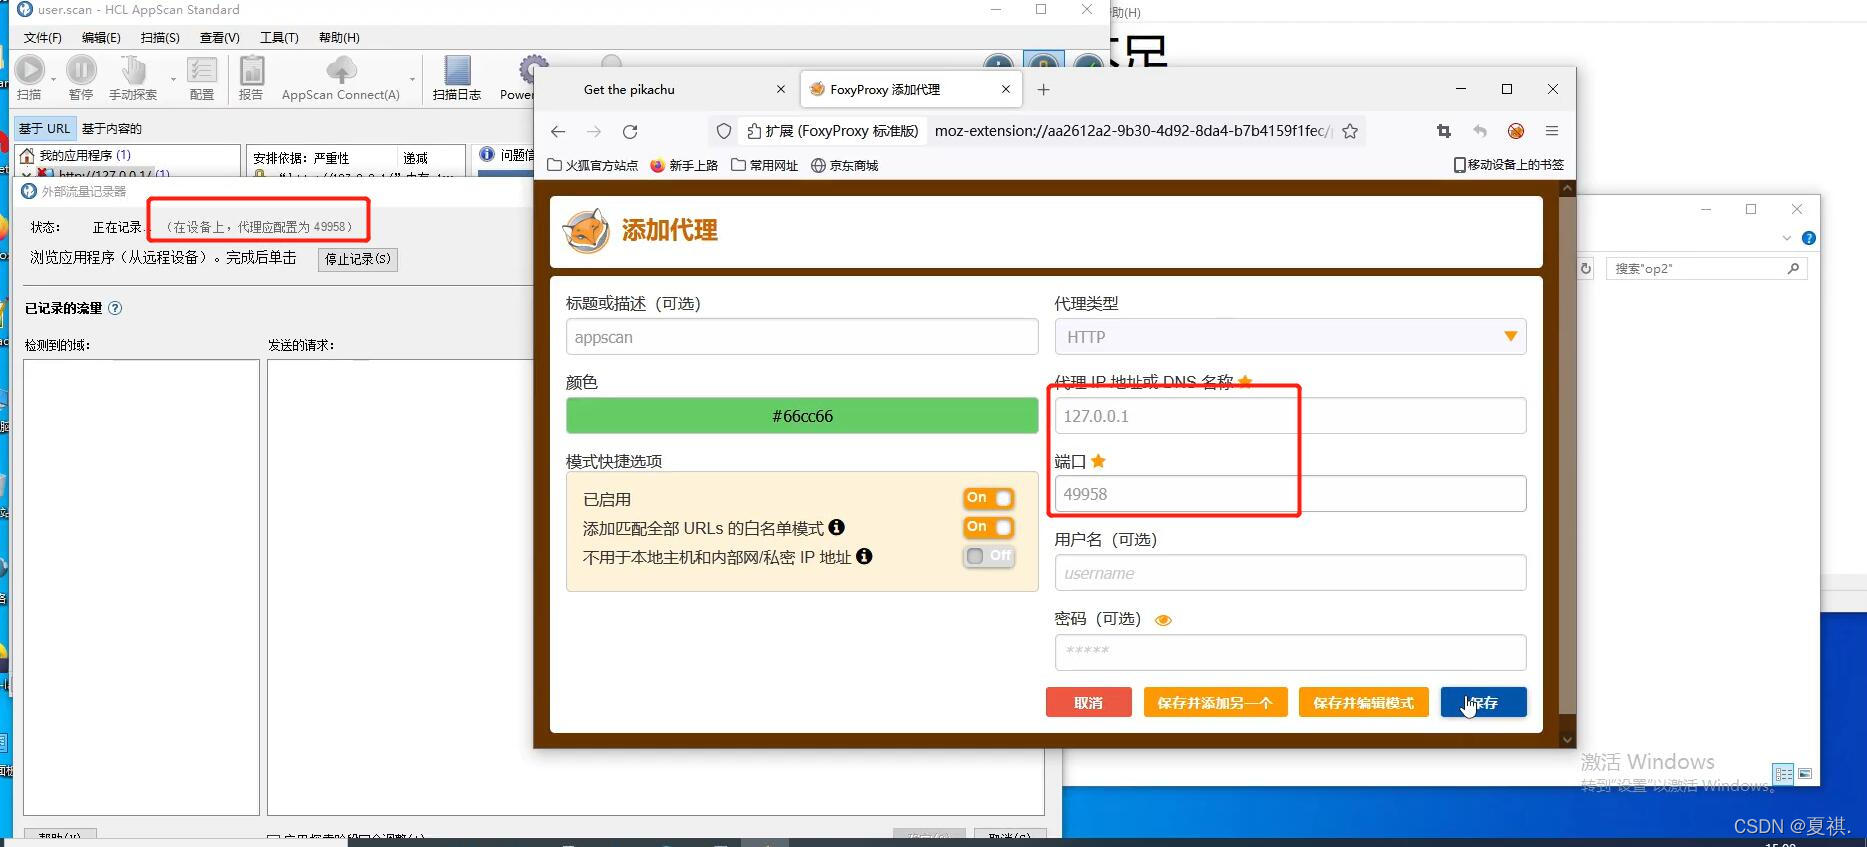 user.scan - HCL AppScan Standard
文件(F) 编辑(E) 扫描(S) 查看(V) 工具(T) 帮助(H)
扫描 暂停 手动探索 配置 报告 AppScan Connect(A) 扫描日志 Power
基于 URL 基于内容的
我的应用程序 (1)
http://127.0.0.1/ (1)
安排依据：严重性 递减
外部流量记录器
状态： 正在记录. （在设备上，代理应配置为 49958）
浏览应用程序（从远程设备）。完成后单击 停止记录(S)
已记录的流量
检测到的域：
发送的请求：
助(H)
不足
Get the pikachu
FoxyProxy 添加代理
扩展 (FoxyProxy 标准版) moz-extension://aa2612a2-9b30-4d92-8da4-b7b4159f1fec/
火狐官方站点 新手上路 常用网址 京东商城 移动设备上的书签
添加代理
标题或描述（可选）
appscan
颜色
#66cc66
模式快捷选项
已启用 On
添加匹配全部 URLs 的白名单模式 On
不用于本地主机和内部网/私密 IP 地址 Off
代理类型
HTTP
代理 IP 地址或 DNS 名称
127.0.0.1
端口
49958
用户名（可选）
username
密码（可选）
*****
取消 保存并添加另一个 保存并编辑模式 保存
搜索"op2"
激活 Windows
转到"设置"以激活 Windows。
CSDN @夏祺.